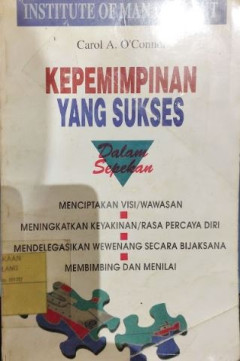 INSTITUTE OF MANAGEMENT
Carol A. O'Connor
KEPEMIMPINAN
YANG SUKSES
Dalam
Sepekan
MENCIPTAKAN VISI/WAWASAN
MENINGKATKAN KEYAKINAN/RASA PERCAYA DIRI
MENDELEGASIKAN WEWENANG SECARA BIJAKSANA
MEMBIMBING DAN MENILAI